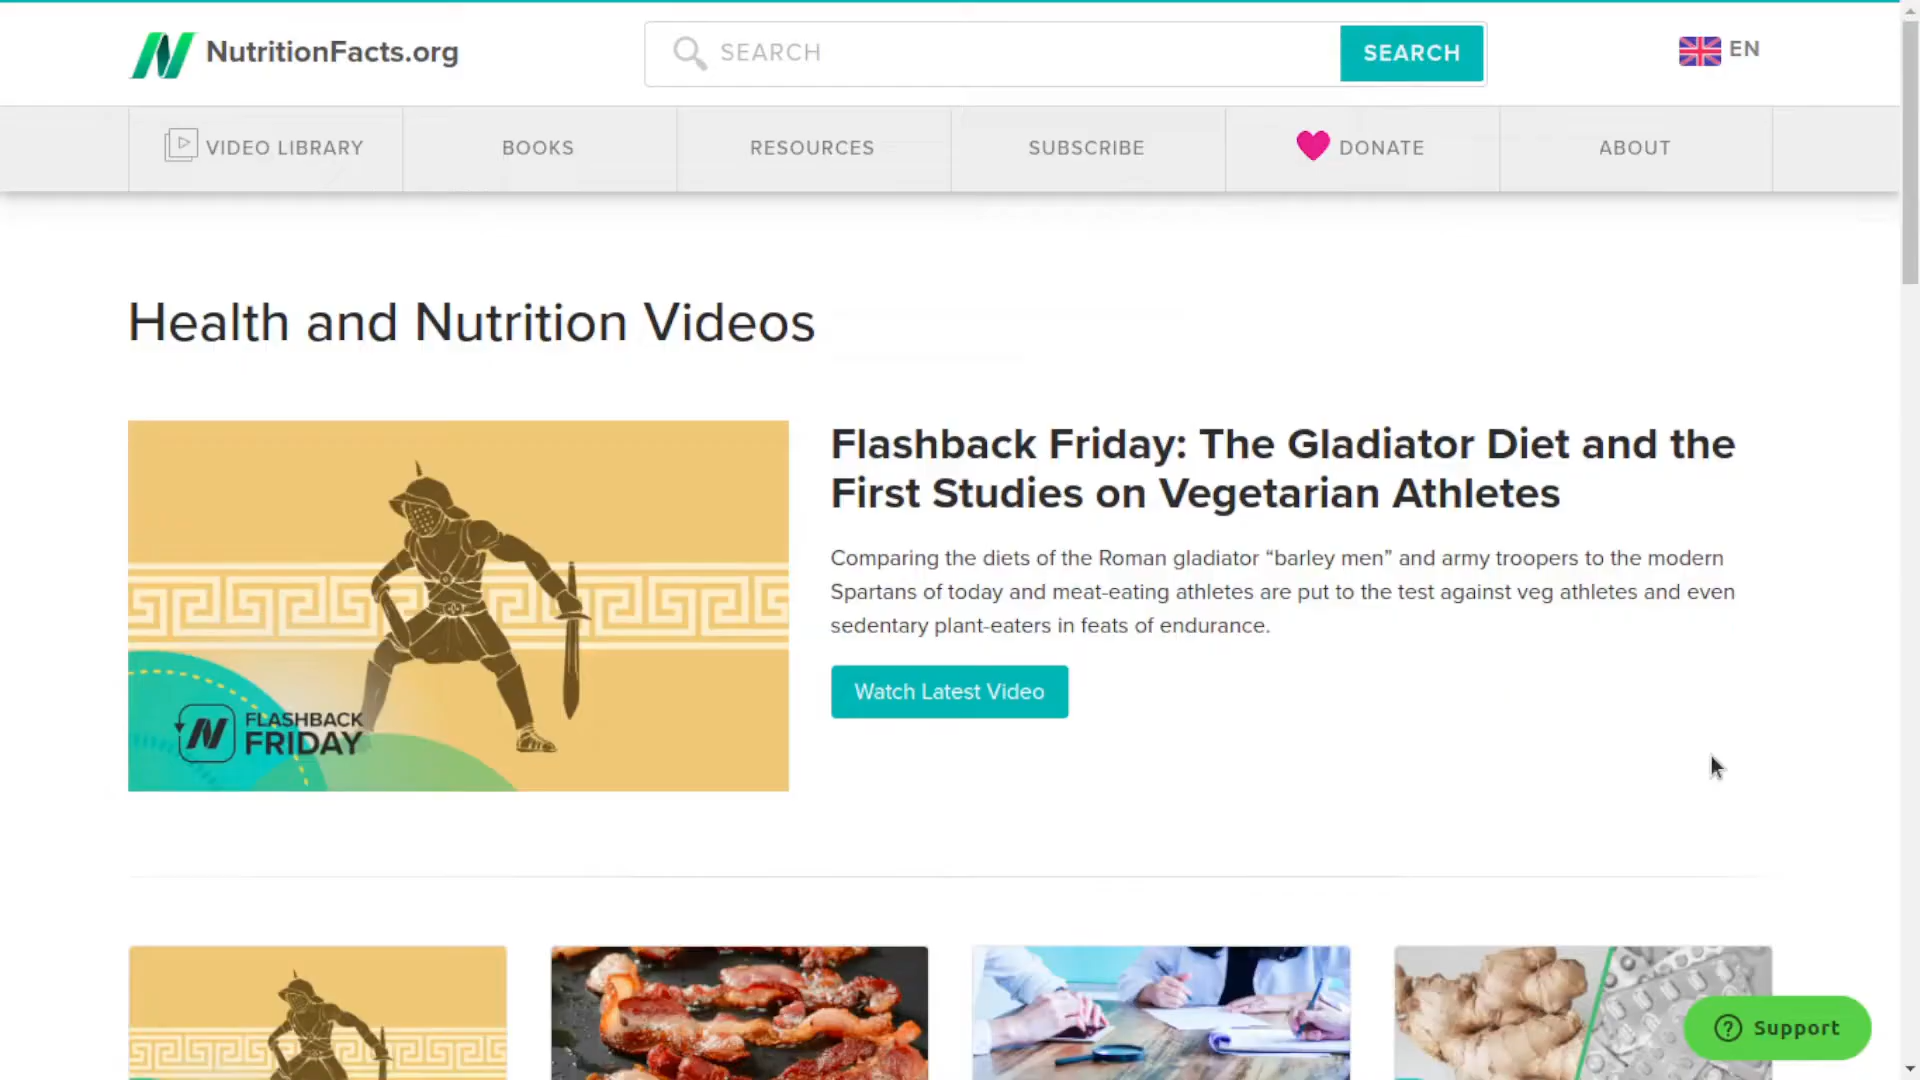 NutritionFacts.org
SEARCH
SEARCH
EN
VIDEO LIBRARY
BOOKS
RESOURCES
SUBSCRIBE
DONATE
ABOUT
Health and Nutrition Videos
FLASHBACK
FRIDAY
Flashback Friday: The Gladiator Diet and the
First Studies on Vegetarian Athletes
Comparing the diets of the Roman gladiator “barley men” and army troopers to the modern
Spartans of today and meat-eating athletes are put to the test against veg athletes and even
sedentary plant-eaters in feats of endurance.
Watch Latest Video
Support